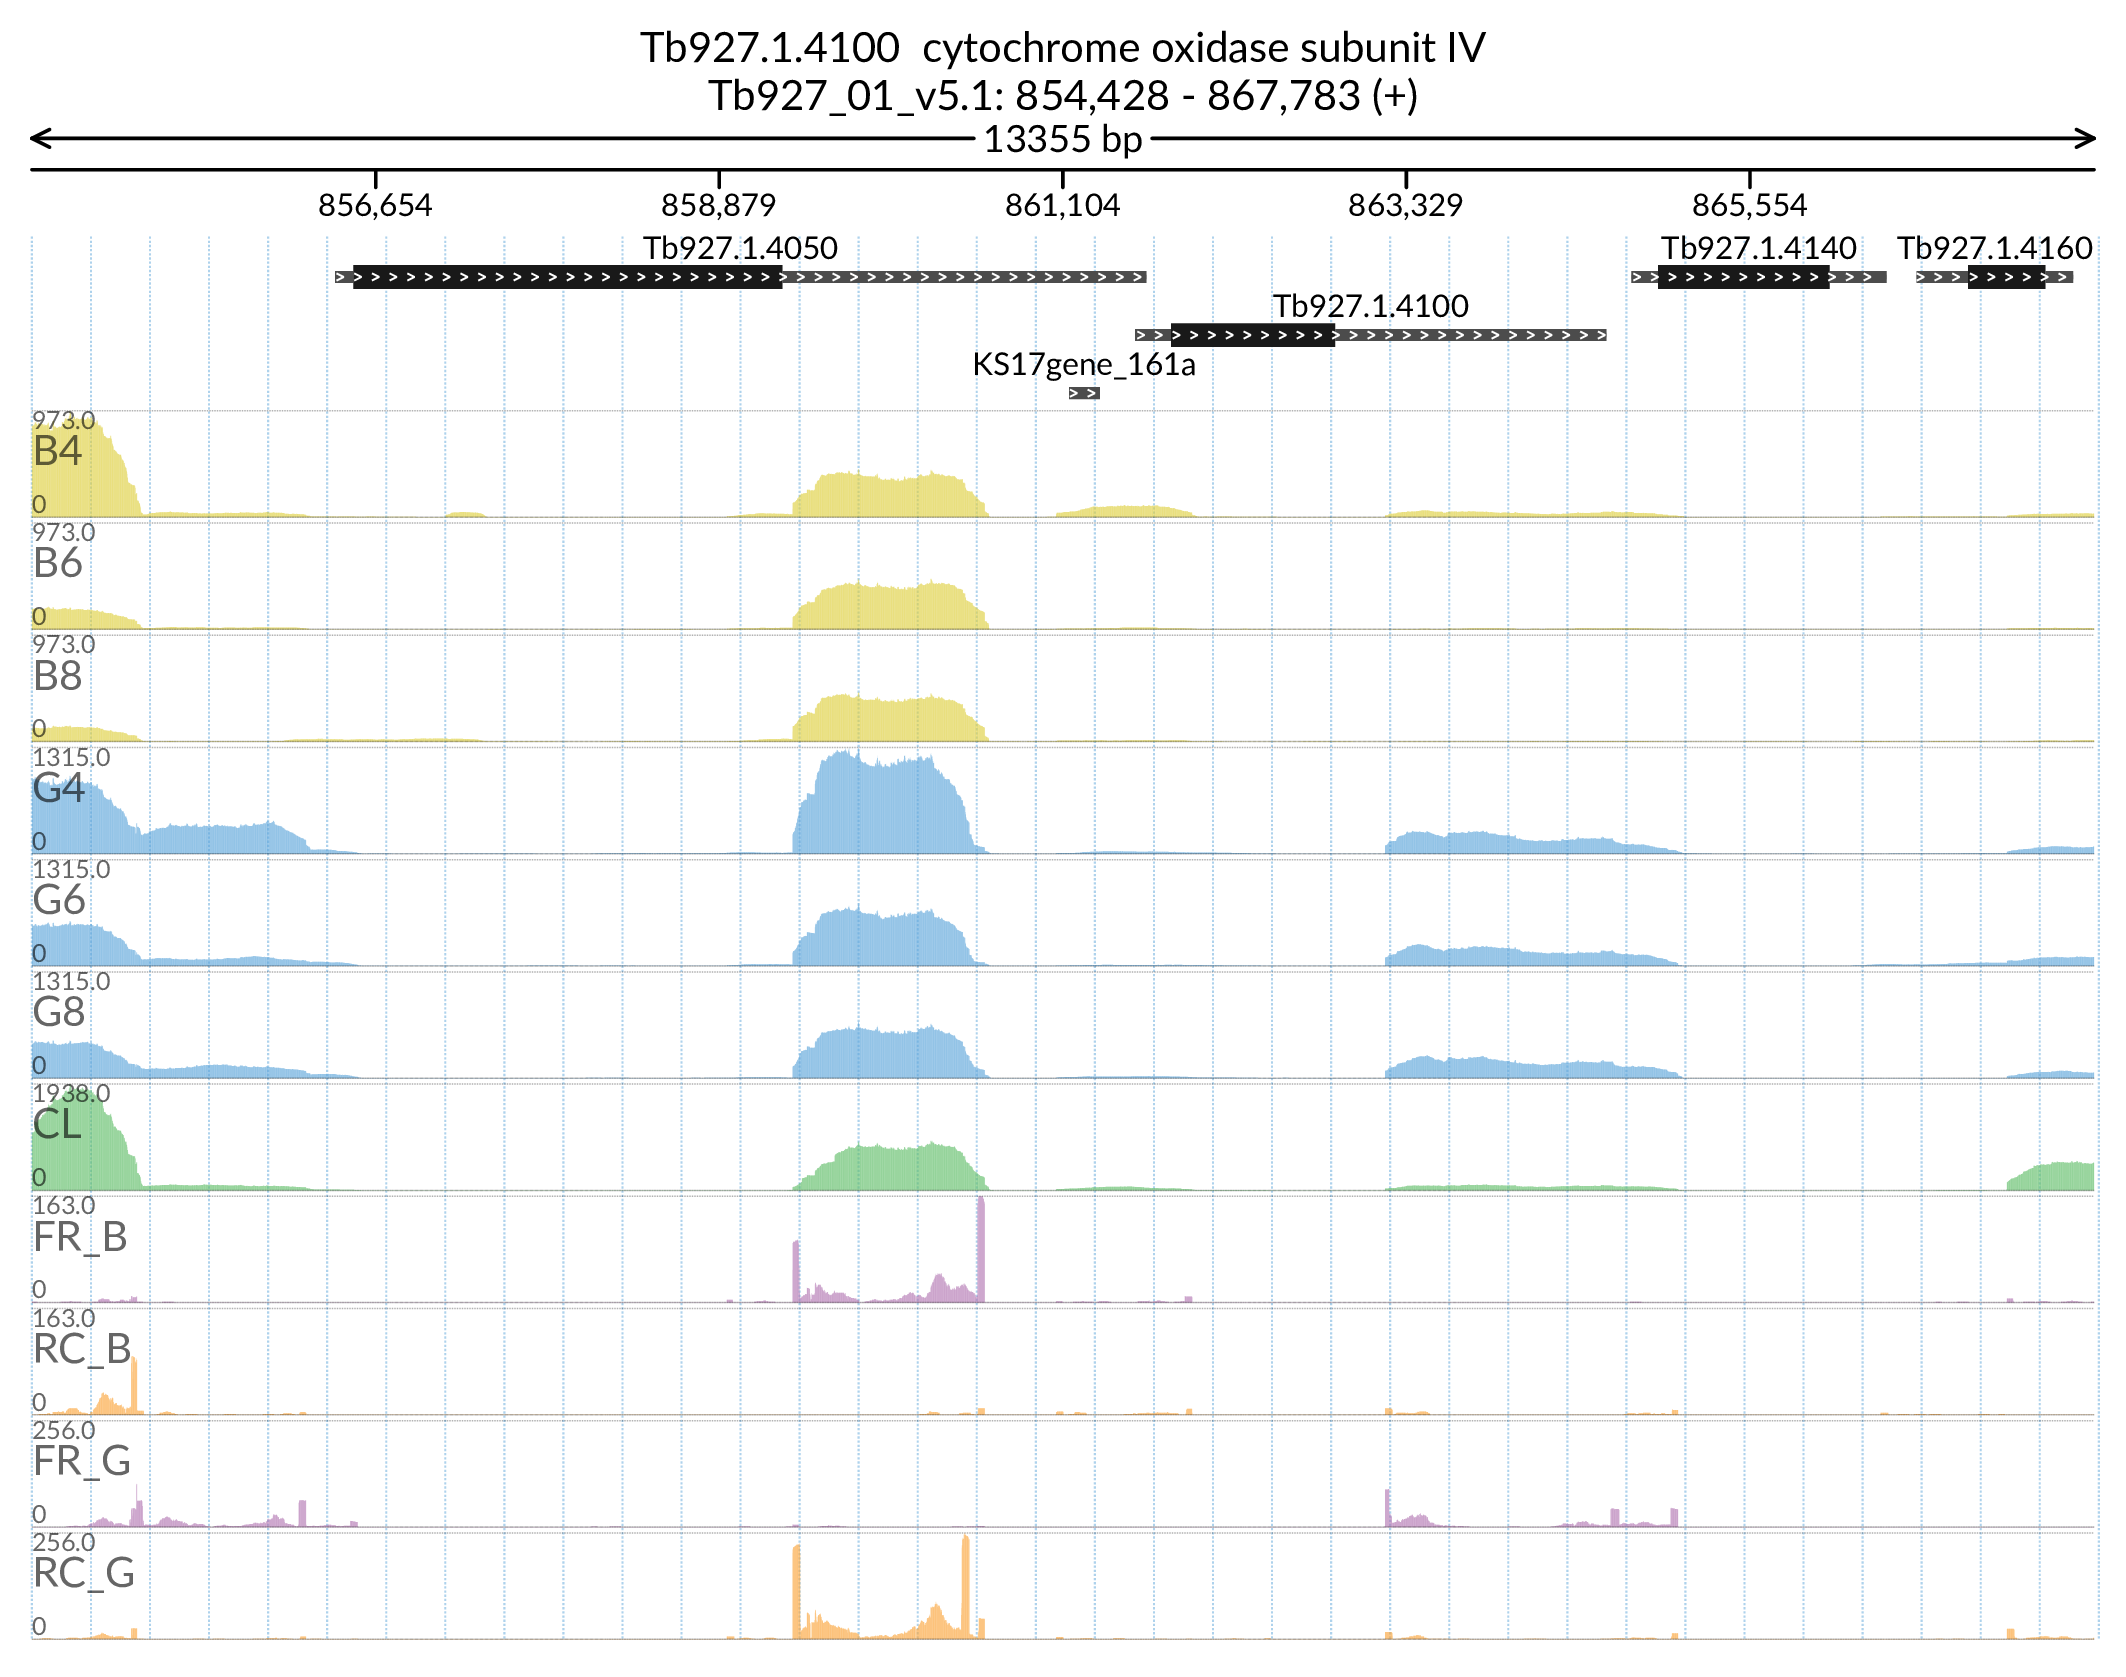 Tb927.1.4100 cytochrome oxidase subunit IV
Tb927_01_v5.1: 854,428 - 867,783 (+)
13355 bp
856,654 858,879 861,104 863,329 865,554
Tb927.1.4050 Tb927.1.4140 Tb927.1.4160
Tb927.1.4100
KS17gene_161a
973.0
B4
0
973.0
B6
0
973.0
B8
0
1315.0
G4
0
1315.0
G6
0
1315.0
G8
0
1938.0
CL
0
163.0
FR_B
0
163.0
RC_B
0
256.0
FR_G
0
256.0
RC_G
0